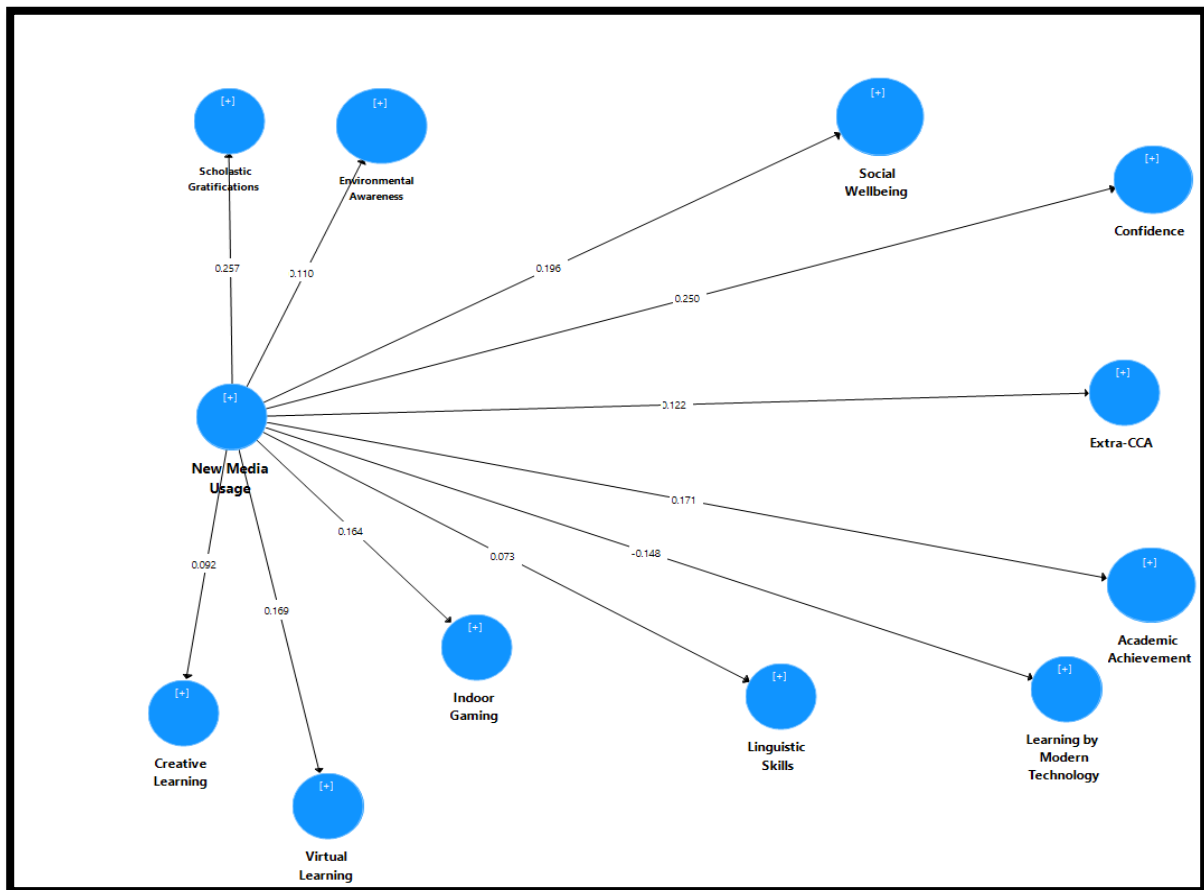 [+]
[+]
[+]
[+]
Scholastic
Gratifications
Environmental
Awareness
Social
Wellbeing
Confidence
0.257
0.110
0.196
0.250
[+]
[+]
0.122
New Media
Usage
Extra-CCA
0.171
0.164
0.073
-0.148
0.092
0.169
[+]
[+]
[+]
[+]
[+]
Academic
Achievement
Indoor
Gaming
Linguistic
Skills
Learning by
Modern
Technology
Creative
Learning
[+]
Virtual
Learning